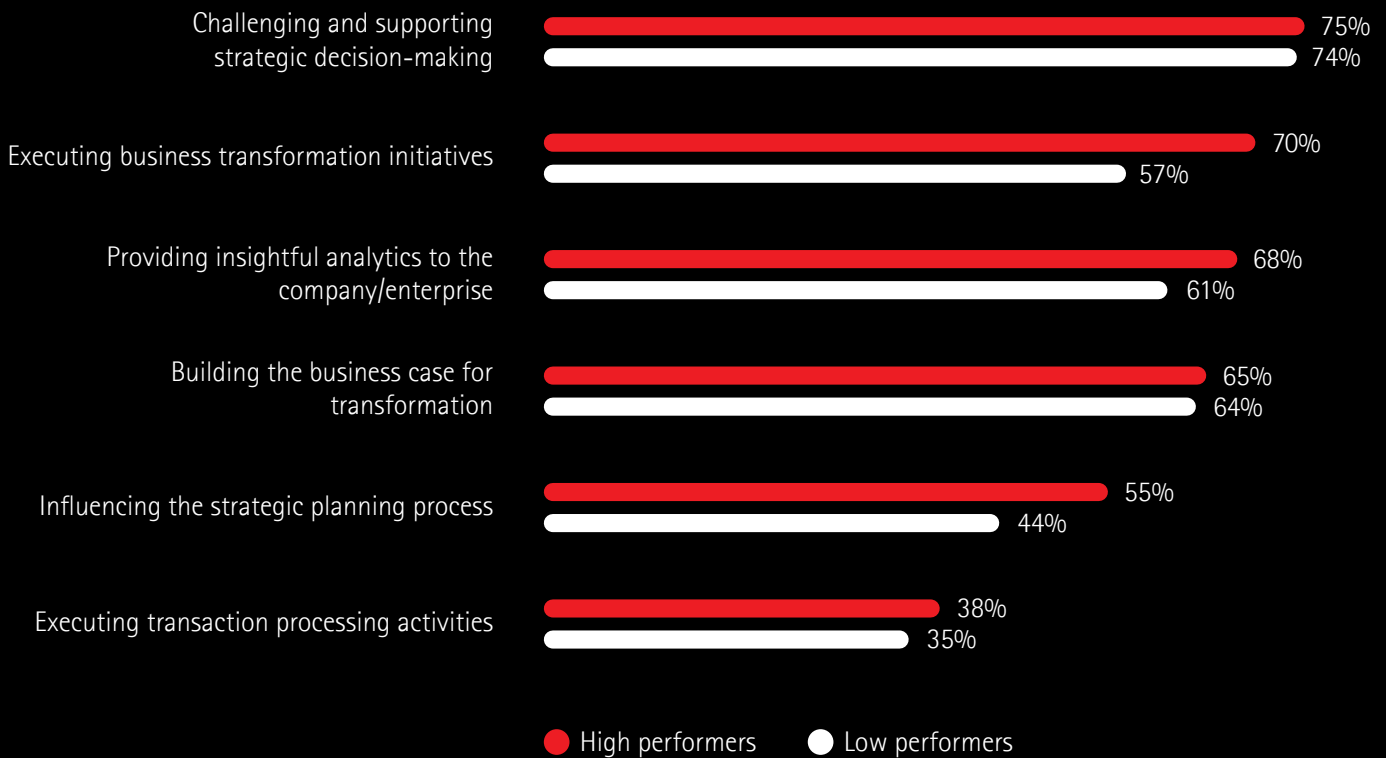 Challenging and supporting
strategic decision-making
75%
74%
Executing business transformation initiatives
70%
57%
Providing insightful analytics to the
company/enterprise
68%
61%
Building the business case for
transformation
65%
64%
Influencing the strategic planning process
55%
44%
Executing transaction processing activities
38%
35%
High performers
Low performers